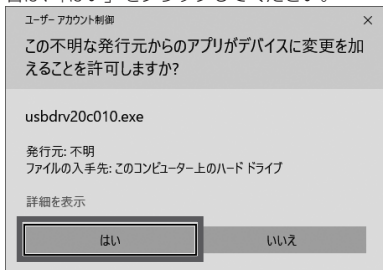 合は、「はい」をクリックしてください。
ユーザー アカウント制御
この不明な発行元からのアプリがデバイスに変更を加
えることを許可しますか?
usbdrv20c010.exe
発行元: 不明
ファイルの入手先: このコンピューター上のハード ドライブ
詳細を表示
はい
いいえ